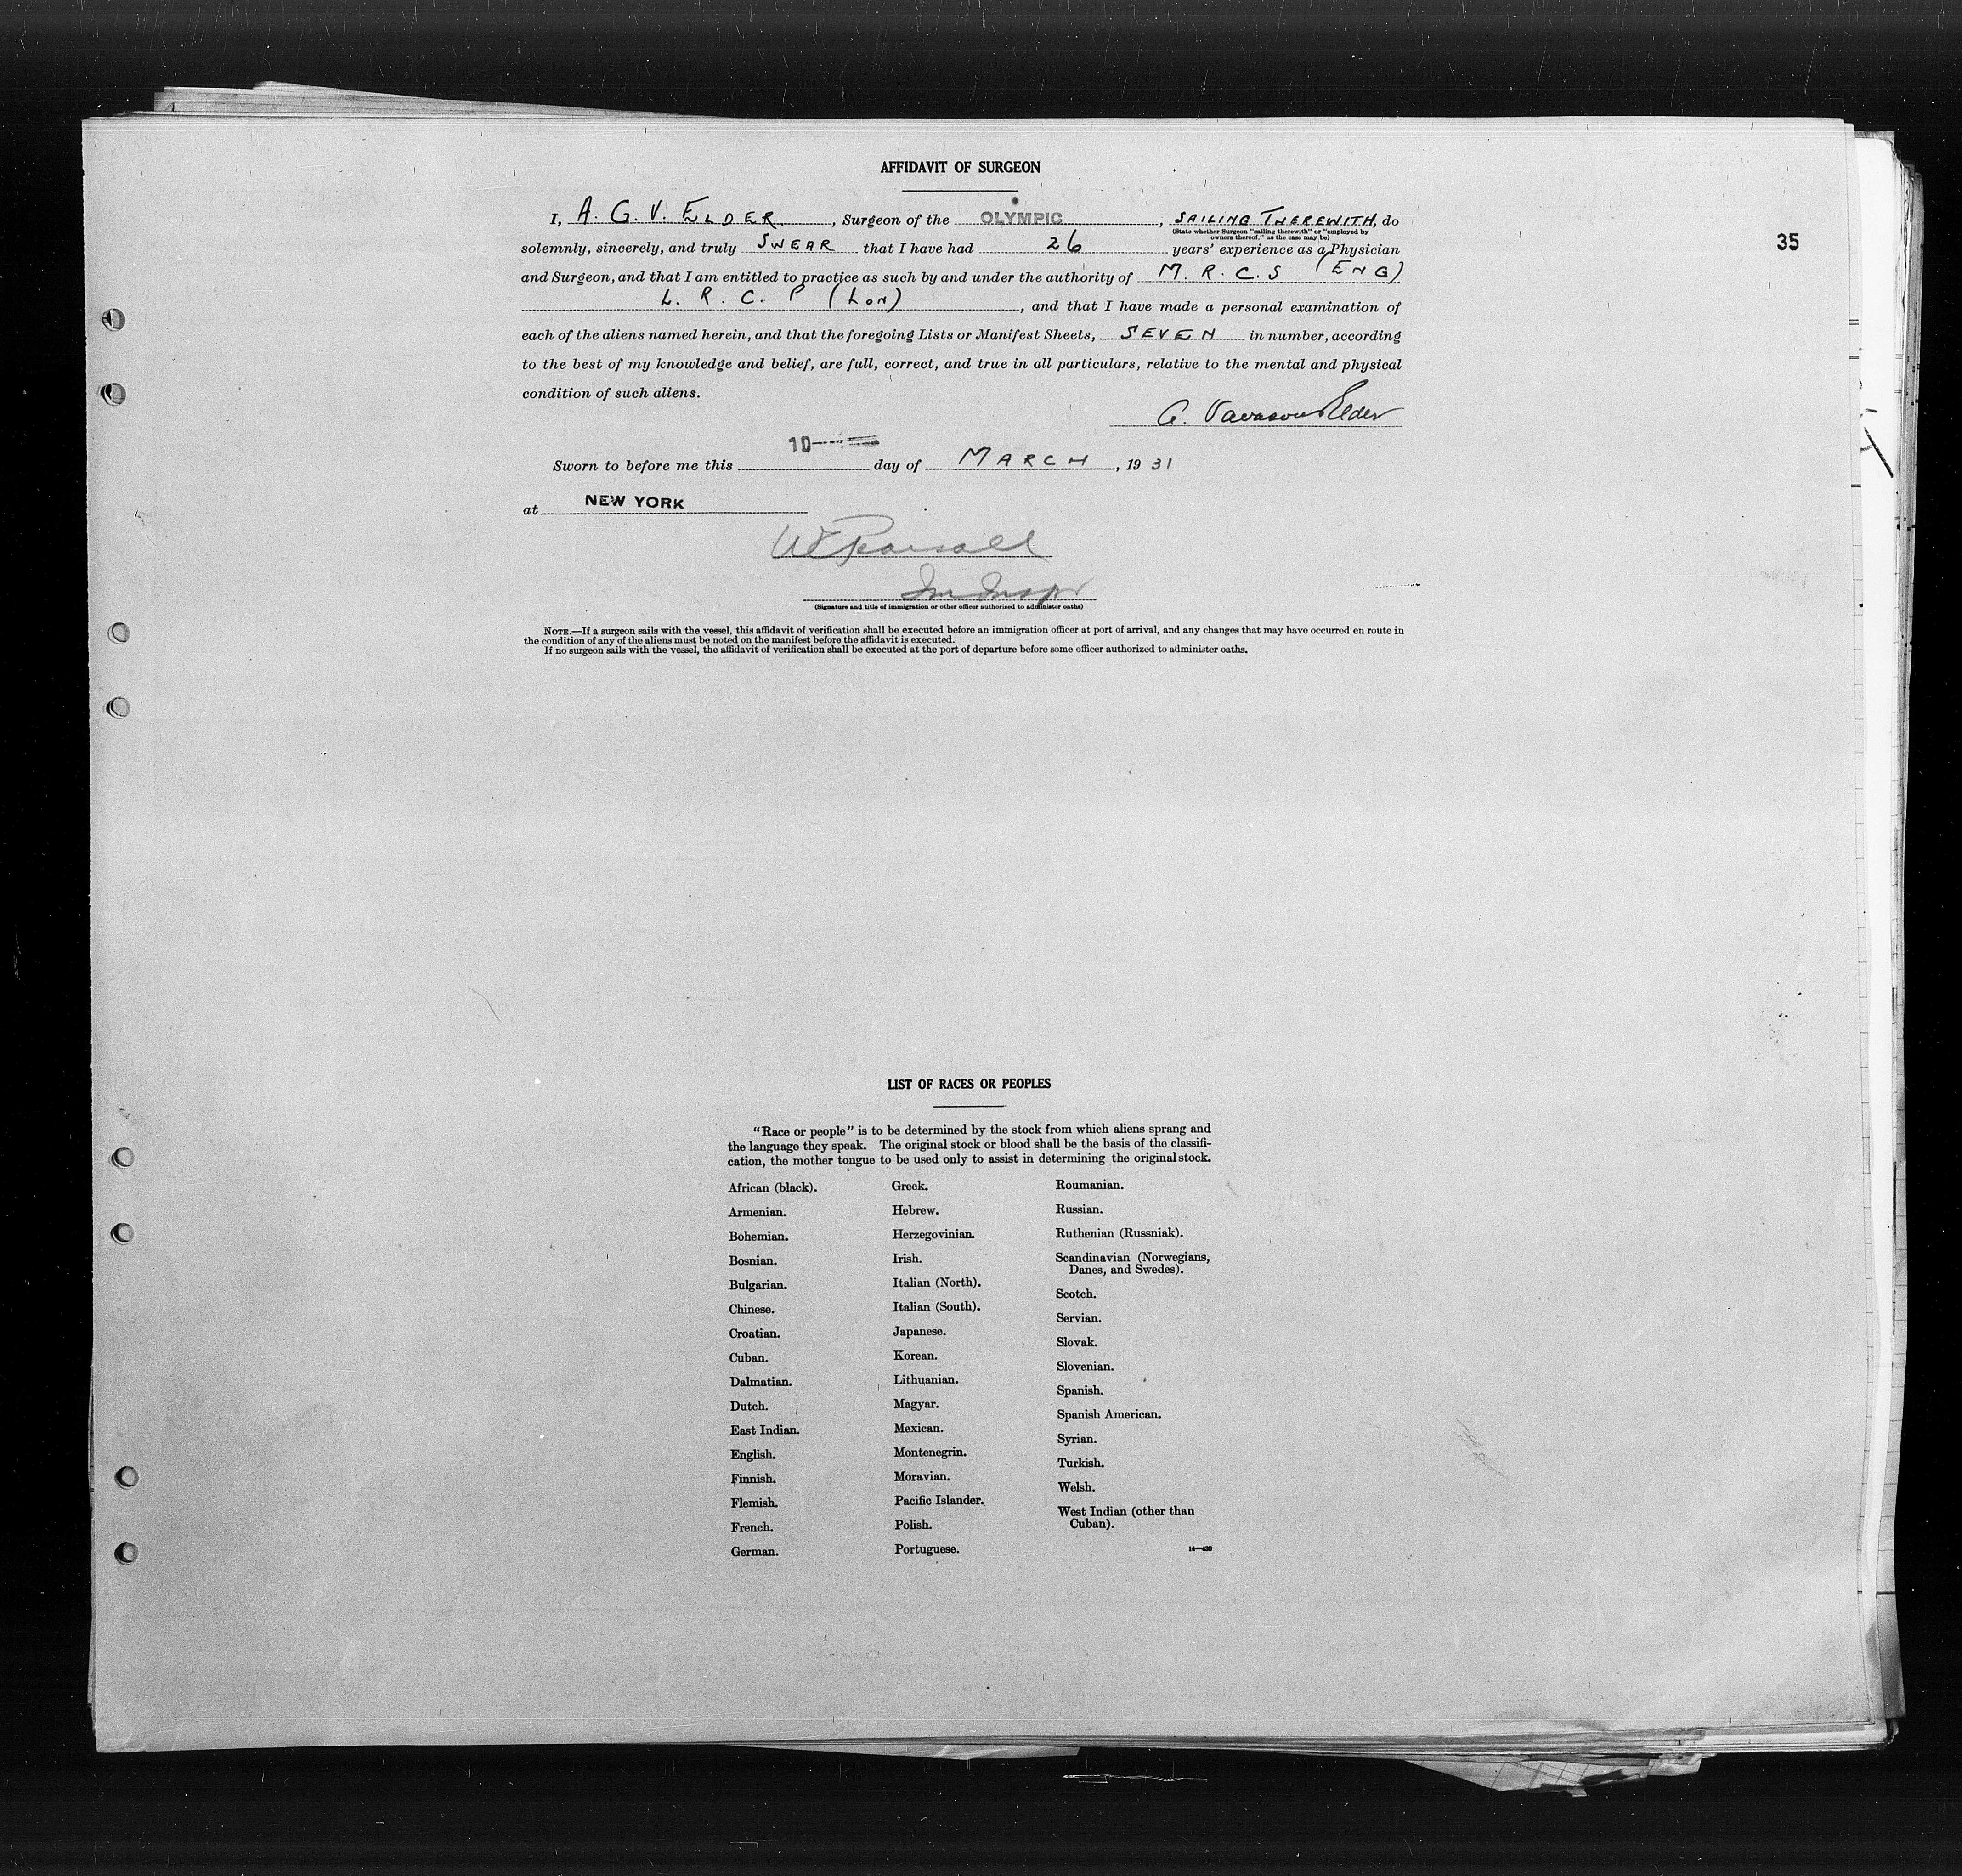 AFFIDAVIT OF SURGEON
I, A. G. V. ELDER, Surgeon of the OLYMPIC, SAILING THEREWITH, do
(State whether Surgeon "sailing therewith" or "employed by
owners thereof," as the case may be)
35
solemnly, sincerely, and truly SWEAR that I have had 26 years' experience as a Physician
and Surgeon, and that I am entitled to practice as such by and under the authority of M. R. C. S (ENG)
L. R. C. P (Lon), and that I have made a personal examination of
each of the aliens named herein, and that the foregoing Lists or Manifest Sheets, SEVEN in number, according
to the best of my knowledge and belief, are full, correct, and true in all particulars, relative to the mental and physical
condition of such aliens.
G. Vavasour Elder
Sworn to before me this 10 day of MARCH, 1931
at NEW YORK
Pearsall
Im Inspr
(Signature and title of immigration or other officer authorized to administer oaths)
NOTE.—If a surgeon sails with the vessel, this affidavit of verification shall be executed before an immigration officer at port of arrival, and any changes that may have occurred en route in
the condition of any of the aliens must be noted on the manifest before the affidavit is executed.
If no surgeon sails with the vessel, the affidavit of verification shall be executed at the port of departure before some officer authorized to administer oaths.
LIST OF RACES OR PEOPLES
"Race or people" is to be determined by the stock from which aliens sprang and
the language they speak. The original stock or blood shall be the basis of the classifi-
cation, the mother tongue to be used only to assist in determining the original stock.
African (black).
Armenian.
Bohemian.
Bosnian.
Bulgarian.
Chinese.
Croatian.
Cuban.
Dalmatian.
Dutch.
East Indian.
English.
Finnish.
Flemish.
French.
German.
Greek.
Hebrew.
Herzegovinian.
Irish.
Italian (North).
Italian (South).
Japanese.
Korean.
Lithuanian.
Magyar.
Mexican.
Montenegrin.
Moravian.
Pacific Islander.
Polish.
Portuguese.
Roumanian.
Russian.
Ruthenian (Russniak).
Scandinavian (Norwegians,
Danes, and Swedes).
Scotch.
Servian.
Slovak.
Slovenian.
Spanish.
Spanish American.
Syrian.
Turkish.
Welsh.
West Indian (other than
Cuban).
14—430